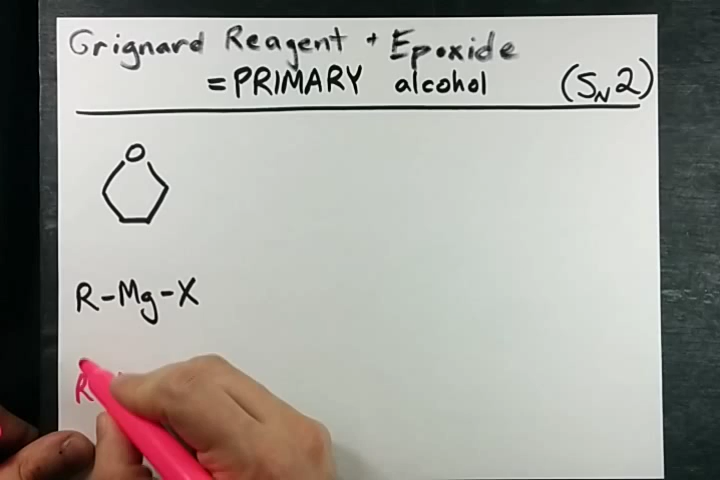 Grignard Reagent + Epoxide
= PRIMARY alcohol (SN2)
O
R-Mg-X
R